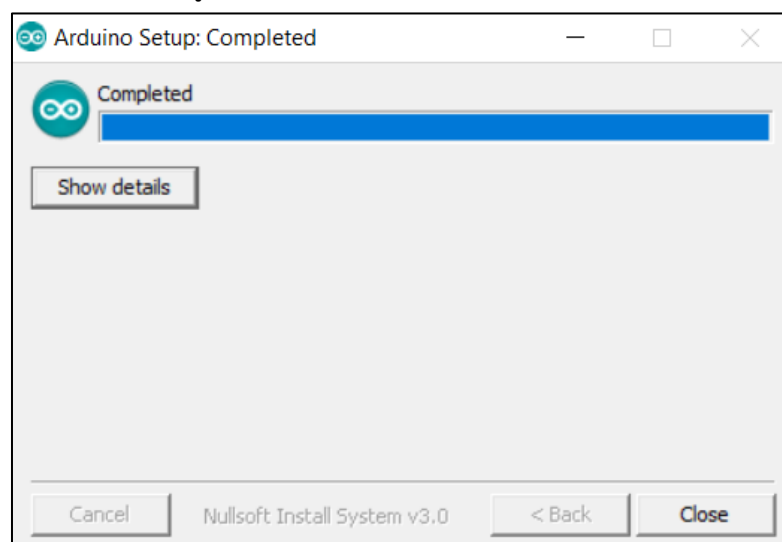 Arduino Setup: Completed
Completed
Show details
Cancel Nullsoft Install System v3.0 < Back Close